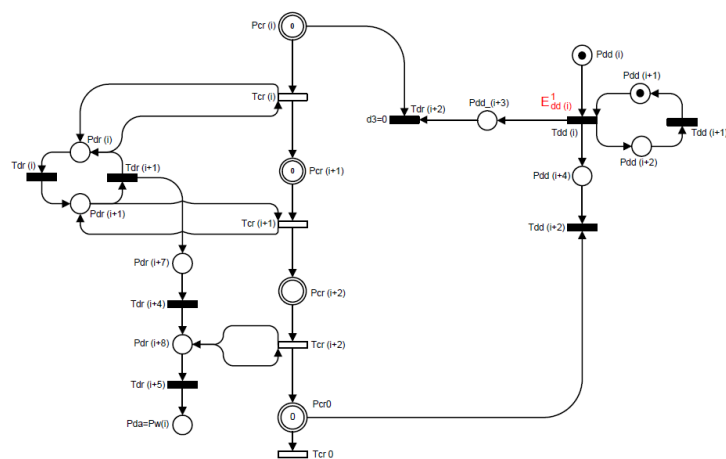 Pcr (i)
0
Pdd (i)
Pdd (i+1)
E¹dd (i)
Tcr (i)
Tdr (i+2)
Pdd_(i+3)
d3=0
Tdd (i)
Tdd (i+1)
Pdr (i)
Tdr (i)
Tdr (i+1)
Pcr (i+1)
0
Pdd (i+2)
Pdd (i+4)
Pdr (i+1)
Tcr (i+1)
Tdd (i+2)
Pdr (i+7)
Pcr (i+2)
Tdr (i+4)
Pdr (i+8)
Tcr (i+2)
Tdr (i+5)
Pcr0
0
Pda=Pw(i)
Tcr 0